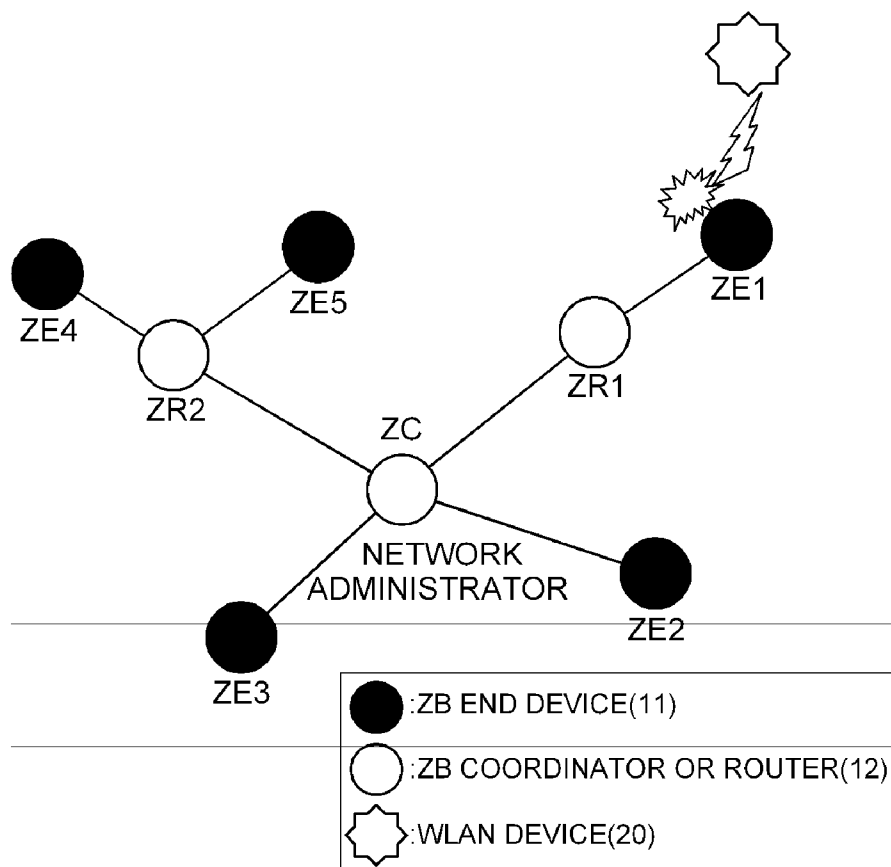 ZE5
ZE4
ZE1
ZR2
ZR1
ZC
NETWORK
ADMINISTRATOR
ZE2
ZE3
:ZB END DEVICE(11)
:ZB COORDINATOR OR ROUTER(12)
:WLAN DEVICE(20)